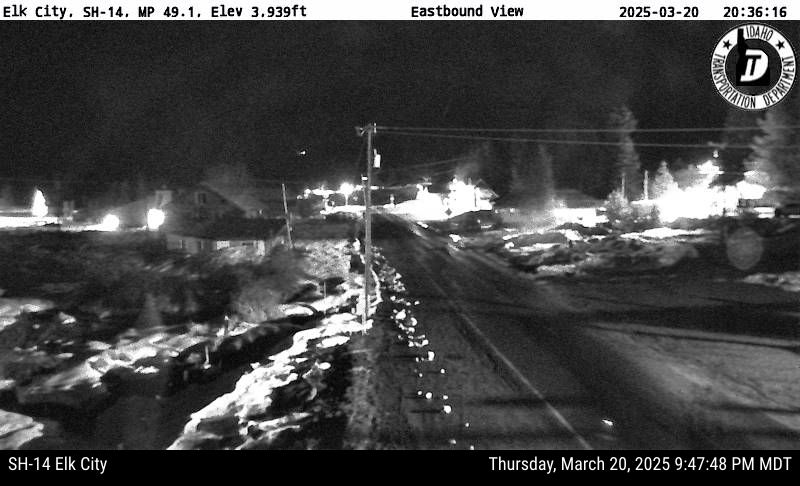 Elk City, SH-14, MP 49.1, Elev 3,939ft Eastbound View 2025-03-20 20:36:16
IDAHO
TRANSPORTATION DEPARTMENT
SH-14 Elk City Thursday, March 20, 2025 9:47:48 PM MDT